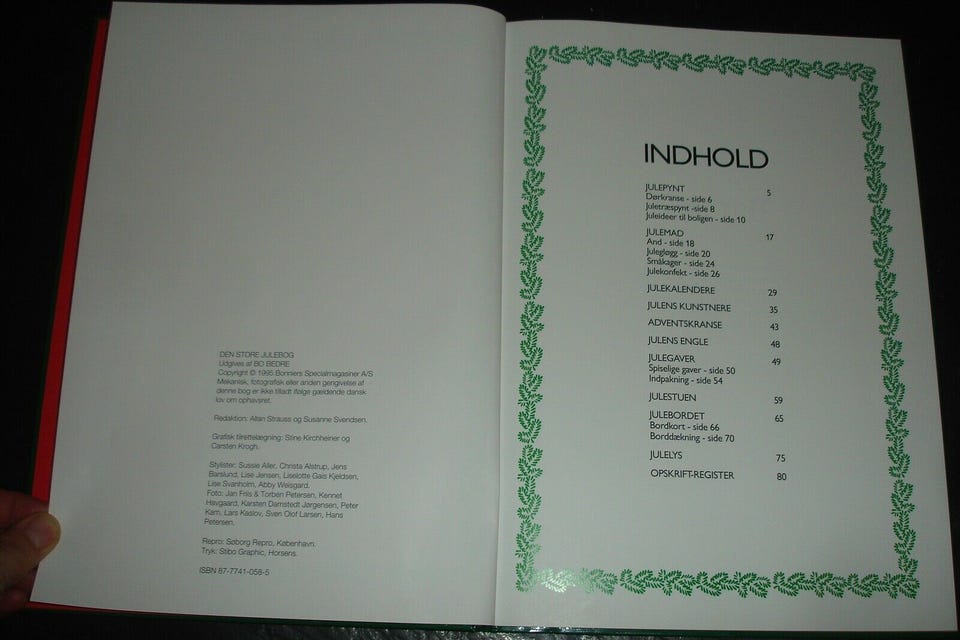 DEN STORE JULEBOG
Udgives af BO BEDRE
Copyright © 1995 Bonniers Specialmagasiner A/S
Mekanisk, fotografisk eller anden gengivelse af
denne bog er ikke tilladt ifølge gældende dansk
lov om ophavsret.
Redaktion: Allan Strauss og Susanne Svendsen.
Grafisk tilrettelægning: Stine Kirchheiner og
Carsten Krogh.
Stylister: Sussie Aller, Christa Alstrup, Jens
Barslund, Lise Jensen, Liselotte Gais Kjeldsen,
Lise Svanholm, Abby Weisgard.
Foto: Jan Friis & Torben Petersen, Kennet
Havgaard, Karsten Damstedt Jørgensen, Peter
Kam, Lars Kaslov, Sven Olof Larsen, Hans
Petersen.
Repro: Søborg Repro, København.
Tryk: Stibo Graphic, Horsens.
ISBN 87-7741-058-5
INDHOLD
JULEPYNT 5
Dørkranse - side 6
Juletræspynt -side 8
Juleideer til boligen - side 10
JULEMAD 17
And - side 18
Julegløgg - side 20
Småkager - side 24
Julekonfekt - side 26
JULEKALENDERE 29
JULENS KUNSTNERE 35
ADVENTSKRANSE 43
JULENS ENGLE 48
JULEGAVER 49
Spiselige gaver - side 50
Indpakning - side 54
JULESTUEN 59
JULEBORDET 65
Bordkort - side 66
Borddækning - side 70
JULELYS 75
OPSKRIFT-REGISTER 80